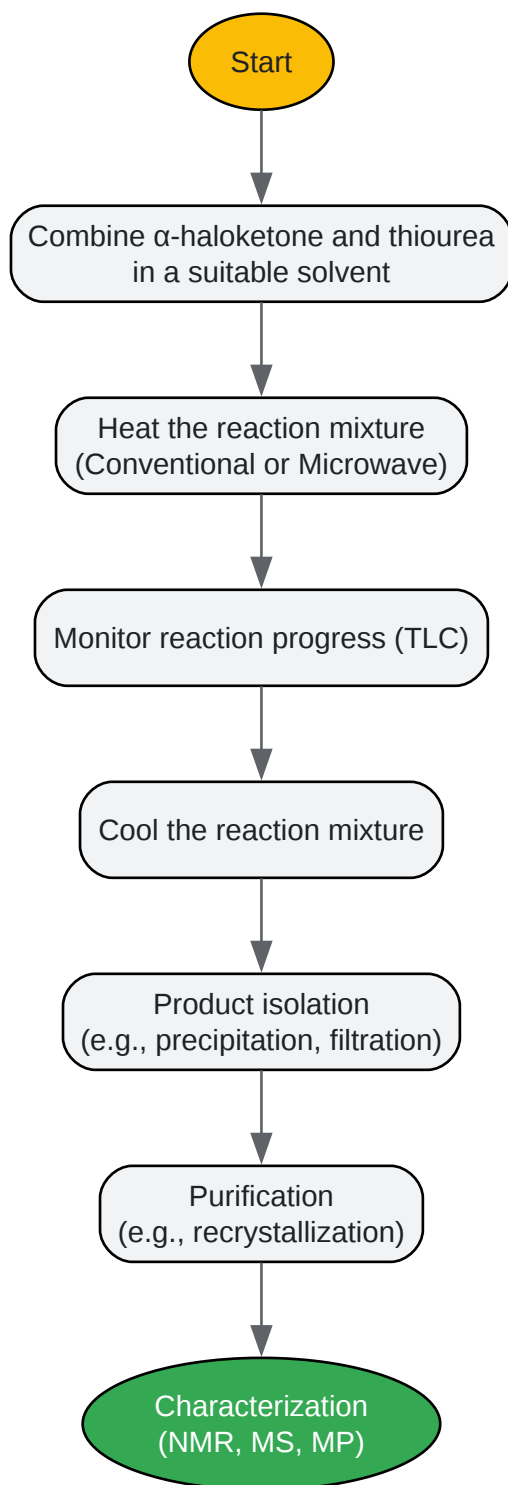 Start
Combine α-haloketone and thiourea
in a suitable solvent
Heat the reaction mixture
(Conventional or Microwave)
Monitor reaction progress (TLC)
Cool the reaction mixture
Product isolation
(e.g., precipitation, filtration)
Purification
(e.g., recrystallization)
Characterization
(NMR, MS, MP)